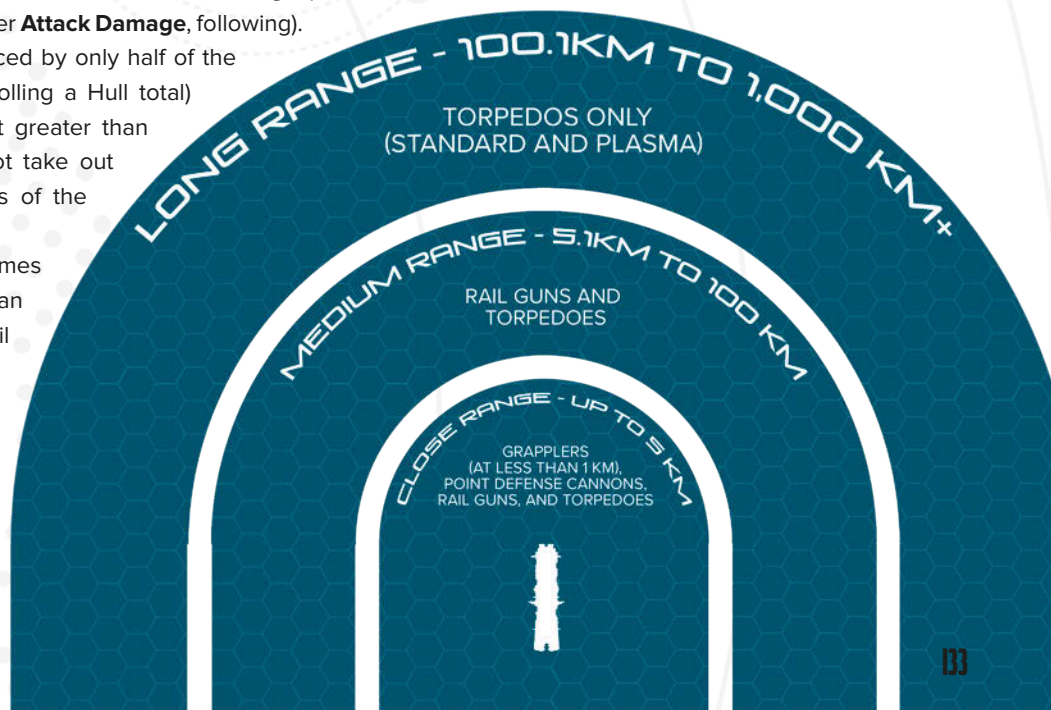 er Attack Damage, following).
ced by only half of the
olling a Hull total)
t greater than
ot take out
s of the
mes
an
il
LONG RANGE - 100.1KM TO 1,000 KM+
TORPEDOS ONLY
(STANDARD AND PLASMA)
MEDIUM RANGE - 5.1KM TO 100 KM
RAIL GUNS AND
TORPEDOES
CLOSE RANGE - UP TO 5 KM
GRAPPLERS
(AT LESS THAN 1 KM),
POINT DEFENSE CANNONS,
RAIL GUNS, AND TORPEDOES
133